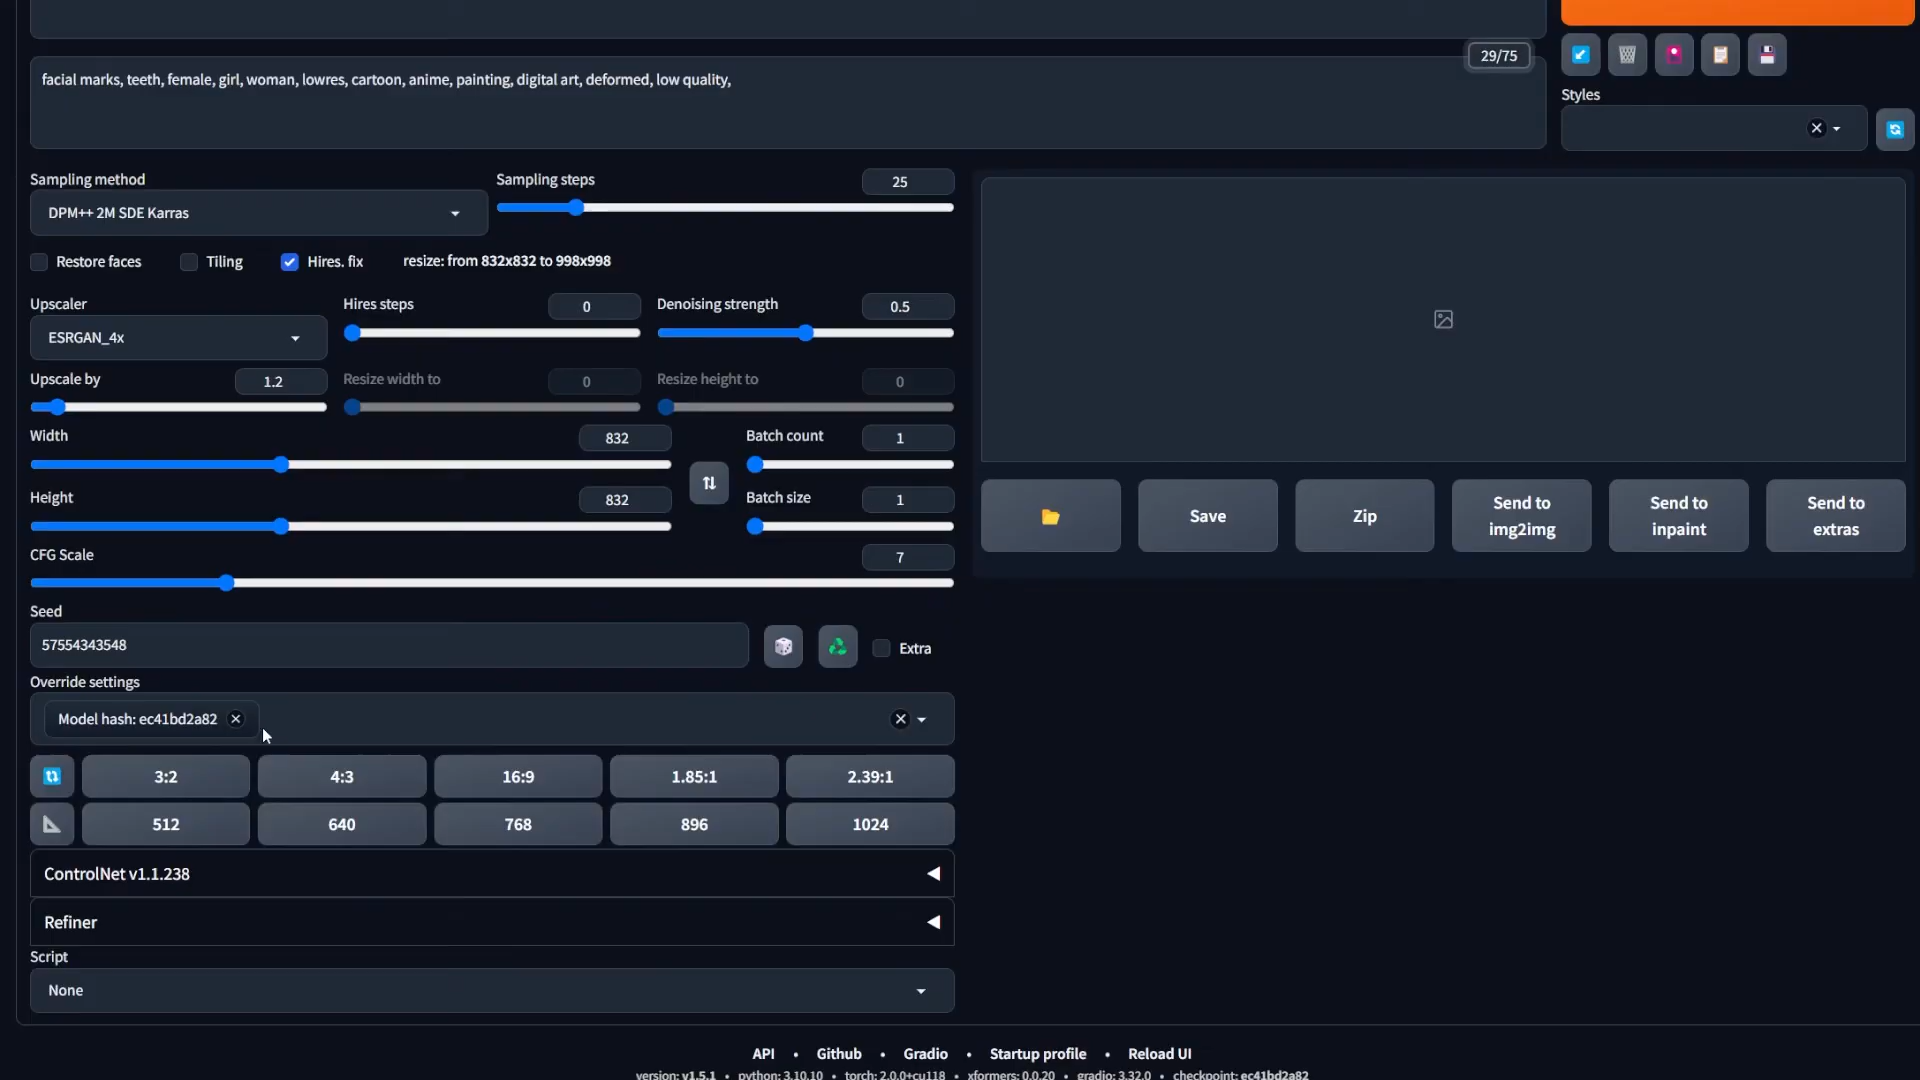 29/75
facial marks, teeth, female, girl, woman, lowres, cartoon, anime, painting, digital art, deformed, low quality,
Styles
Sampling method
Sampling steps
25
DPM++ 2M SDE Karras
Restore faces
Tiling
Hires. fix
resize: from 832x832 to 998x998
Upscaler
Hires steps
0
Denoising strength
0.5
ESRGAN_4x
Upscale by
1.2
Resize width to
0
Resize height to
0
Width
832
Batch count
1
Height
832
Batch size
1
CFG Scale
7
Save
Zip
Send to
img2img
Send to
inpaint
Send to
extras
Seed
57554343548
Extra
Override settings
Model hash: ec41bd2a82
3:2
4:3
16:9
1.85:1
2.39:1
512
640
768
896
1024
ControlNet v1.1.238
Refiner
Script
None
API • Github • Gradio • Startup profile • Reload UI
version: v1.5.1 • python: 3.10.10 • torch: 2.0.0+cu118 • xformers: 0.0.20 • gradio: 3.32.0 • checkpoint: ec41bd2a82